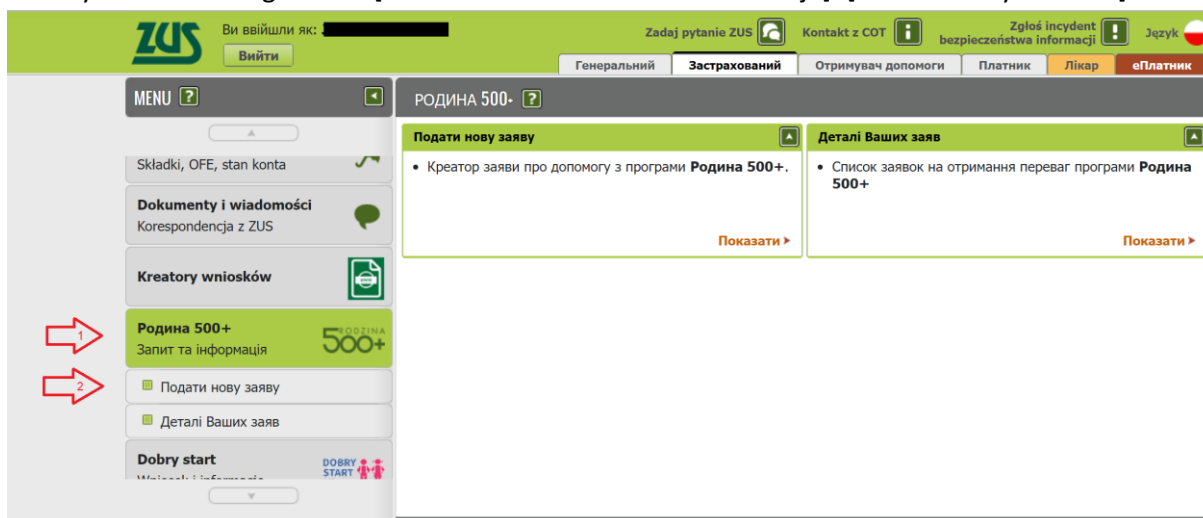 ZUS
Ви ввійшли як:
Вийти
Zadaj pytanie ZUS
Kontakt z COT
Zgłoś incydent
bezpieczeństwa informacji
Język
Генеральний
Застрахований
Отримувач допомоги
Платник
Лікар
еПлатник
MENU ?
РОДИНА 500+ ?
Składki, OFE, stan konta
Dokumenty i wiadomości
Korespondencja z ZUS
Kreatory wniosków
1
Родина 500+
Запит та інформація
RODZINA
500+
2
Подати нову заяву
Деталі Ваших заяв
Dobry start
DOBRY
START
Подати нову заяву
• Креатор заяви про допомогу з програми Родина 500+.
Показати
Деталі Ваших заяв
• Список заявок на отримання переваг програми Родина
500+
Показати